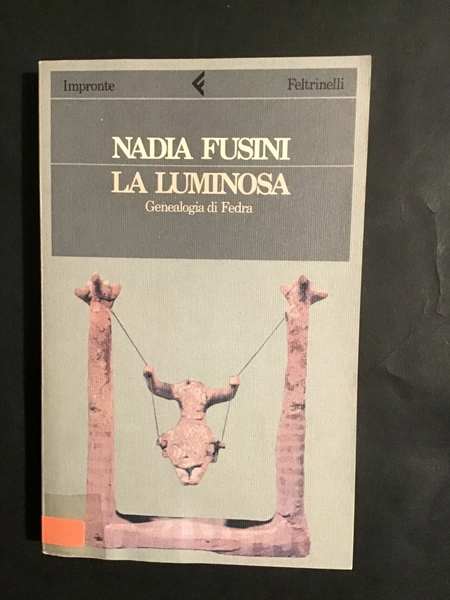 Impronte Feltrinelli
NADIA FUSINI
LA LUMINOSA
Genealogia di Fedra